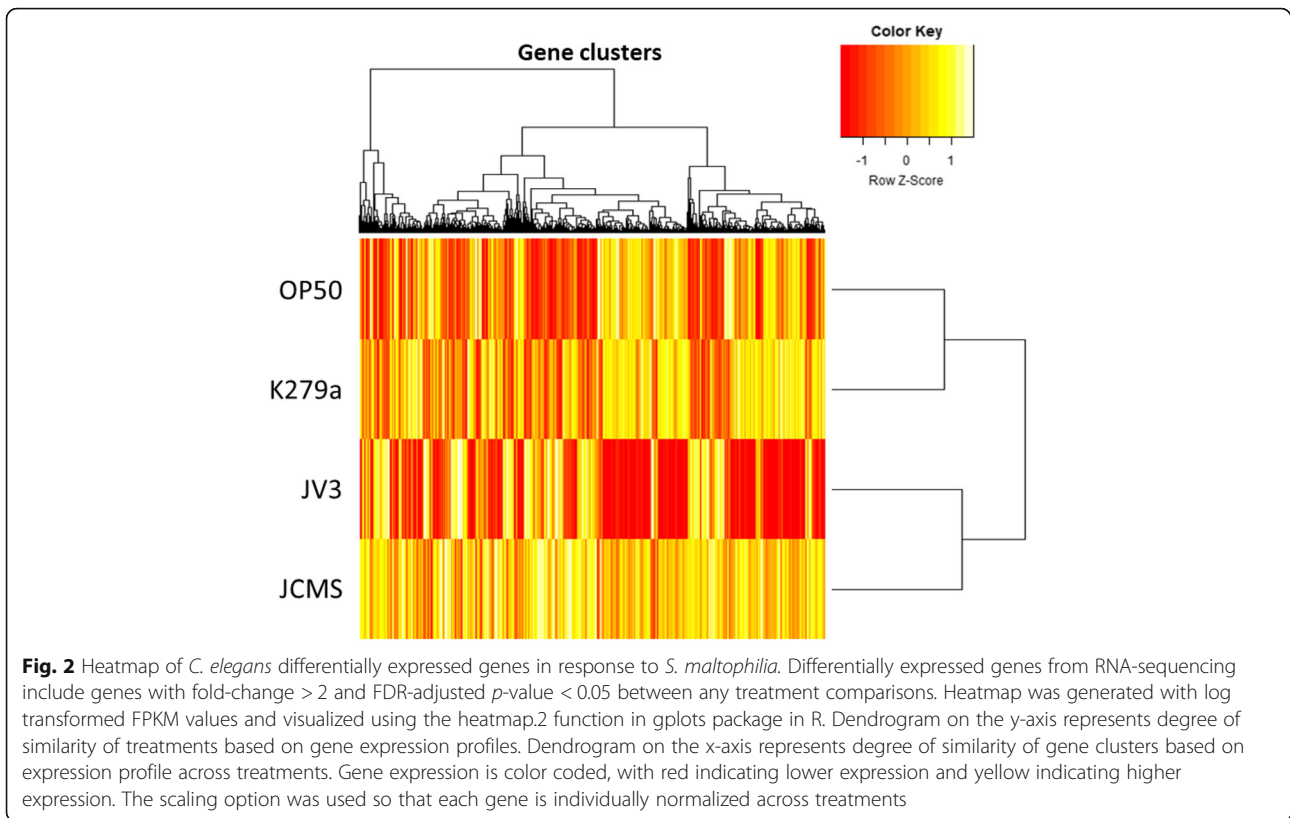 Gene clusters
Color Key
-1 0 1
Row Z-Score
OP50
K279a
JV3
JCMS
Fig. 2 Heatmap of C. elegans differentially expressed genes in response to S. maltophilia. Differentially expressed genes from RNA-sequencing
include genes with fold-change > 2 and FDR-adjusted p-value < 0.05 between any treatment comparisons. Heatmap was generated with log
transformed FPKM values and visualized using the heatmap.2 function in gplots package in R. Dendrogram on the y-axis represents degree of
similarity of treatments based on gene expression profiles. Dendrogram on the x-axis represents degree of similarity of gene clusters based on
expression profile across treatments. Gene expression is color coded, with red indicating lower expression and yellow indicating higher
expression. The scaling option was used so that each gene is individually normalized across treatments